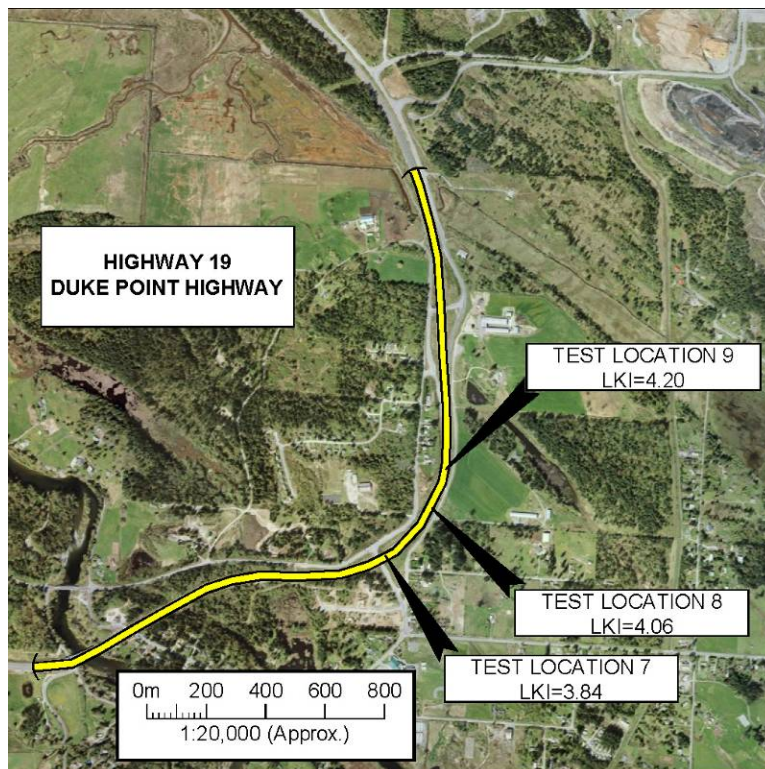 HIGHWAY 19
DUKE POINT HIGHWAY
TEST LOCATION 9
LKI=4.20
TEST LOCATION 8
LKI=4.06
TEST LOCATION 7
LKI=3.84
0m 200 400 600 800
1:20,000 (Approx.)